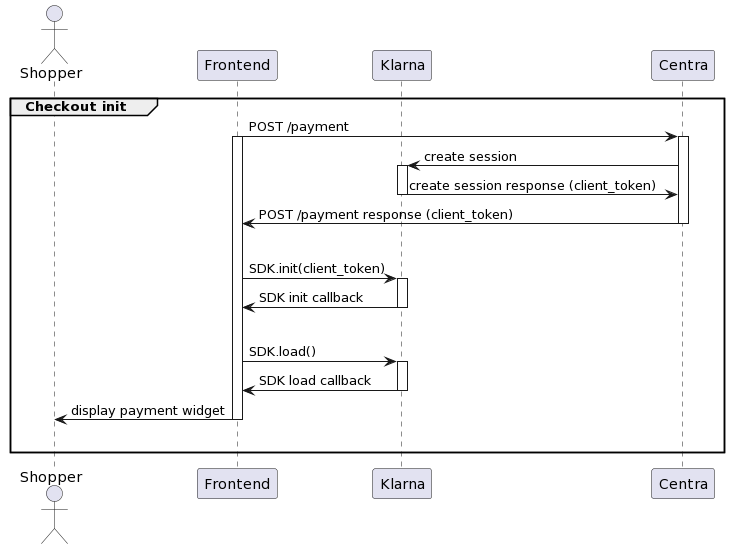 Shopper
Frontend
Klarna
Centra
Checkout init
POST /payment
create session
create session response (client_token)
POST /payment response (client_token)
SDK.init(client_token)
SDK init callback
SDK.load()
SDK load callback
display payment widget
Shopper
Frontend
Klarna
Centra